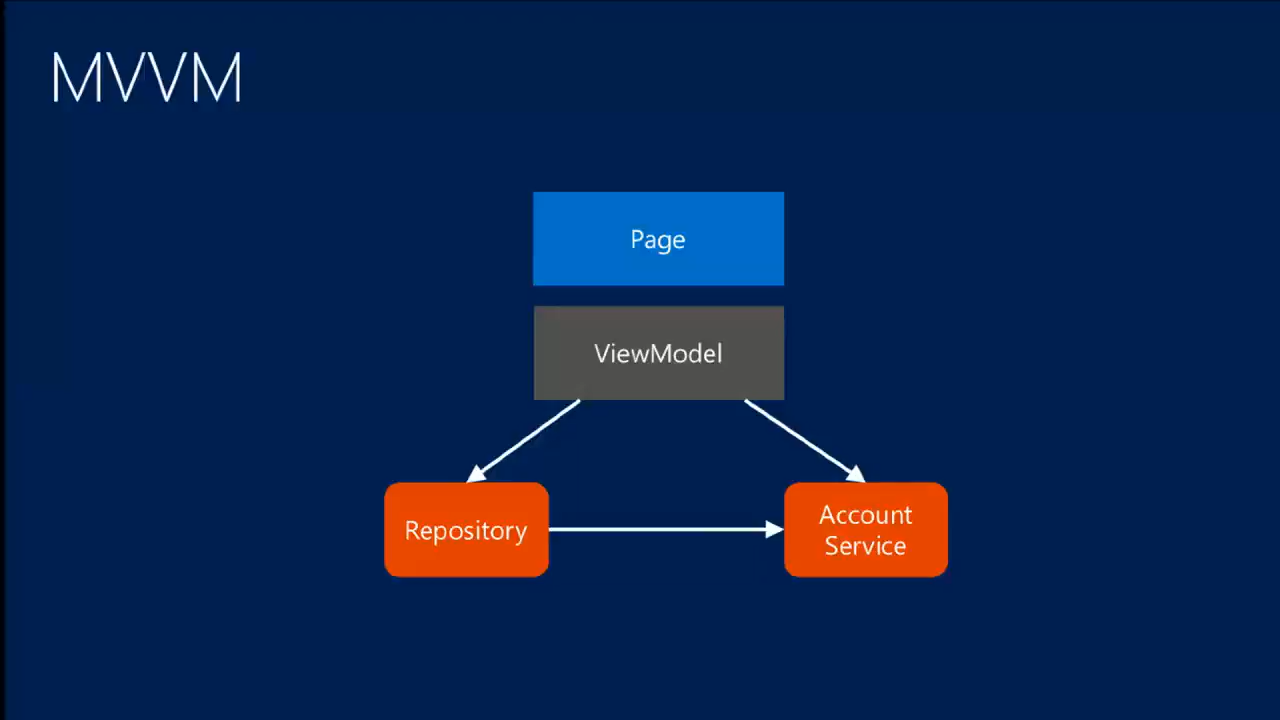 MVVM
Page
ViewModel
Repository
Account
Service